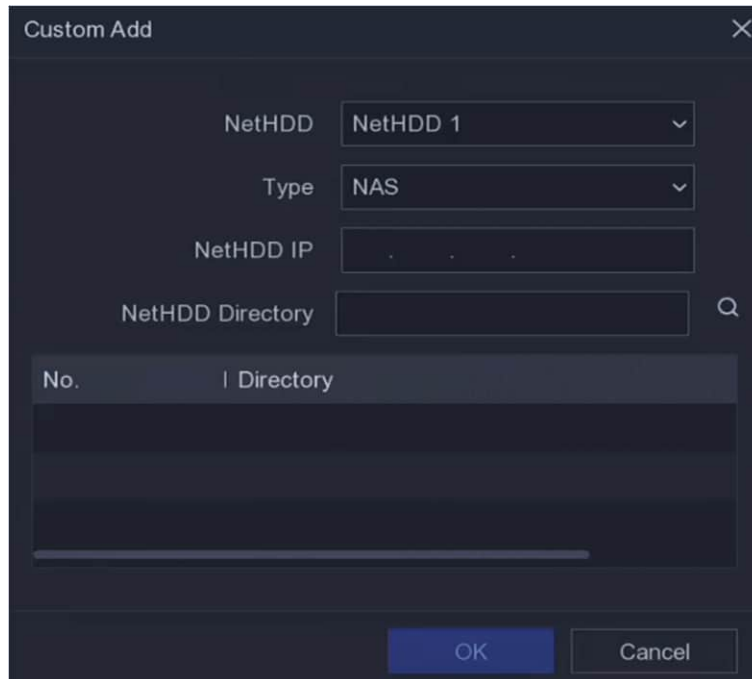 Custom Add
NetHDD NetHDD 1
Type NAS
NetHDD IP . . .
NetHDD Directory
No. Directory
OK Cancel